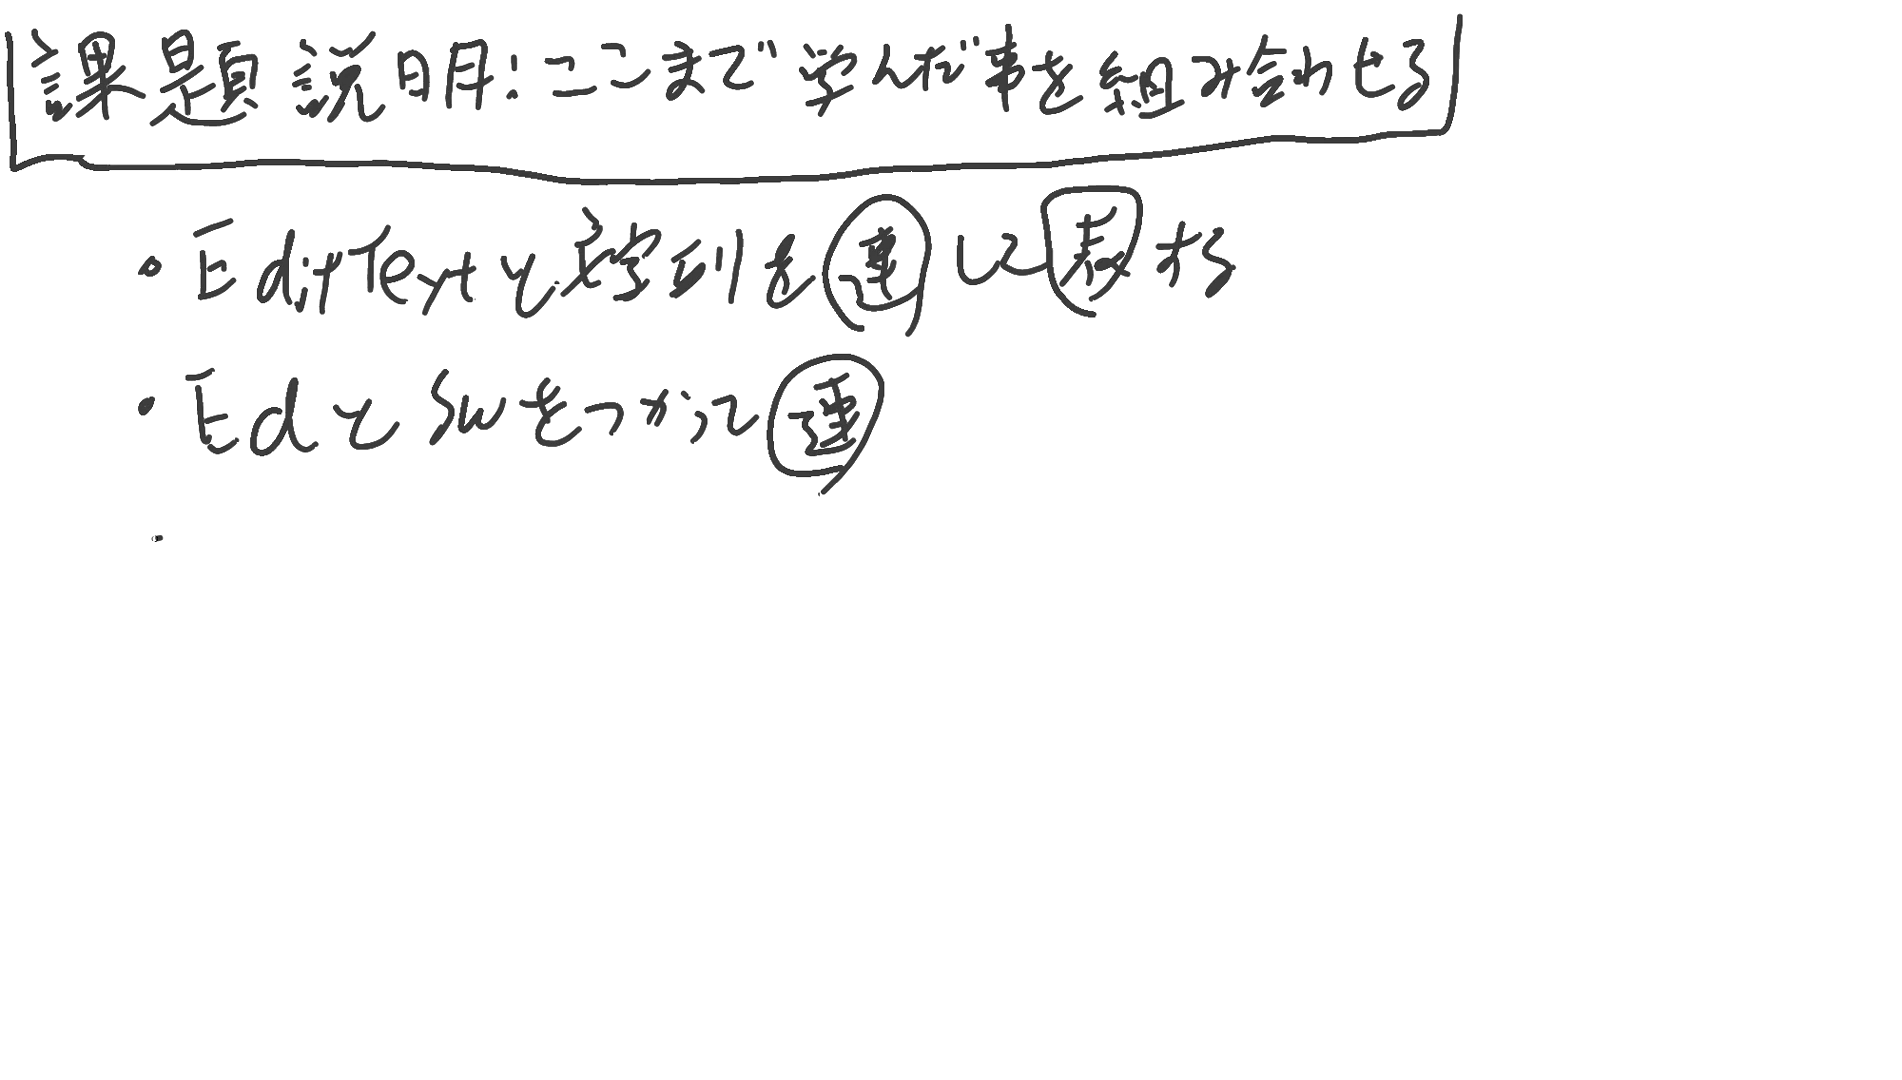 課題説明:ここまで学んだ事を組み合わせる
・EditTextと文字列を連して表する
・EdとSwをつかって連
・